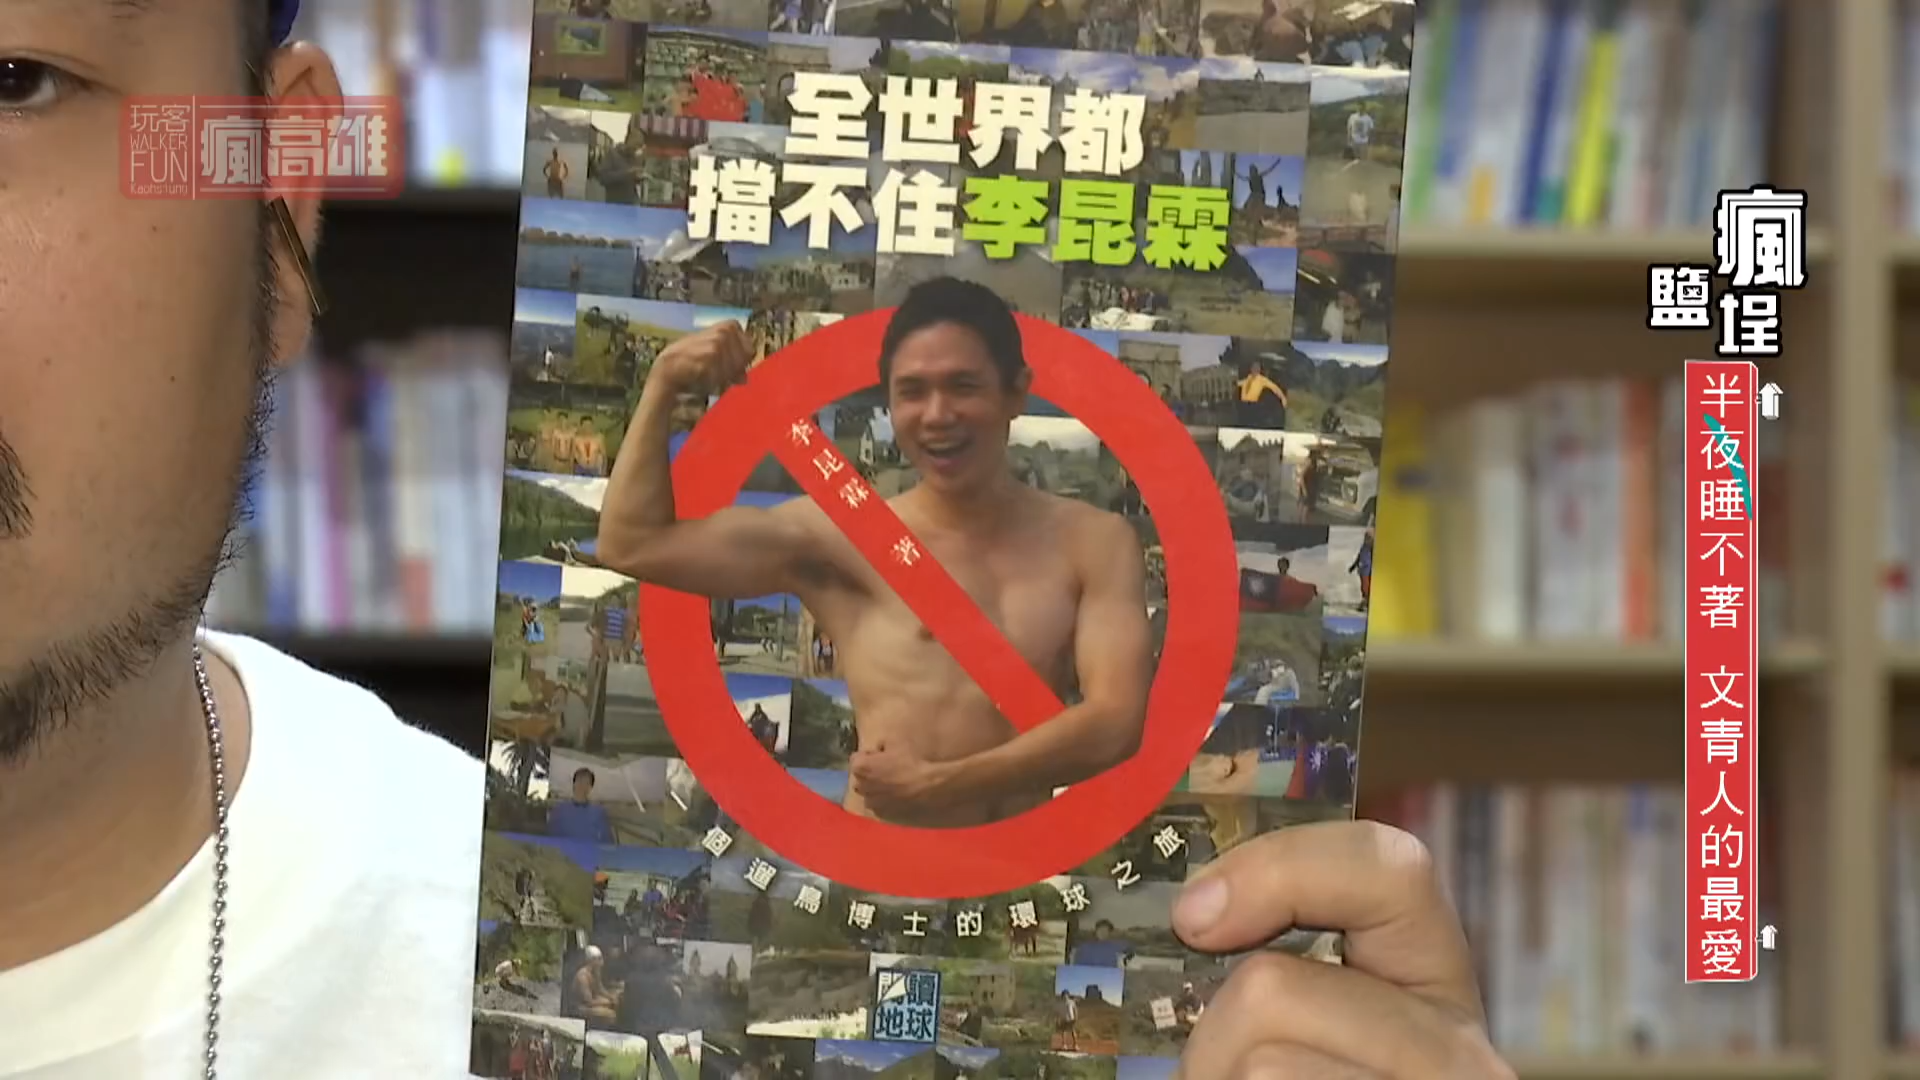 玩客
WALKER
FUN
Kaohsiung
瘋高雄
全世界都
擋不住李昆霖
李昆霖 著
個遛鳥博士的環球之旅
閱讀
地球
瘋
鹽埕
半夜睡不著 文青人的最愛